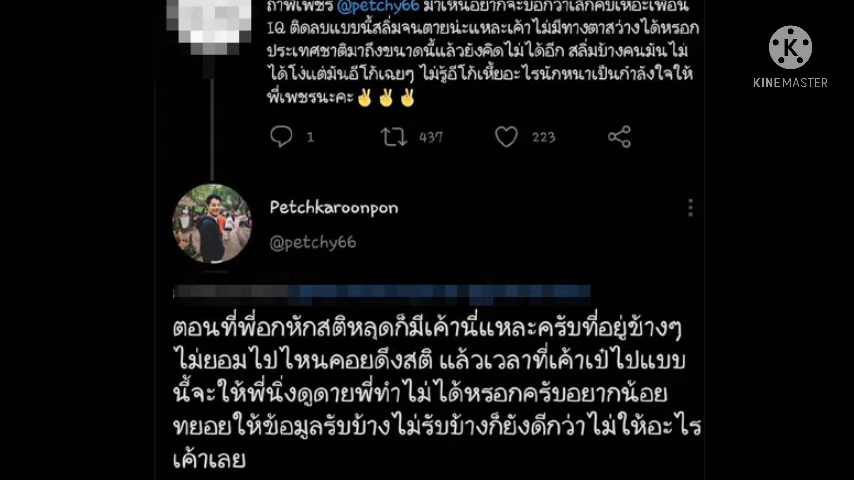 ถ้าพี่เพชร @petchy66 มาเห็นอยากจะบอกว่าเลิกคบเหอะเพื่อน
IQ ติดลบแบบนี้สลิ่มจนตายน่ะแหละเค้าไม่มีทางตาสว่างได้หรอก
ประเทศชาติมาถึงขนาดนี้แล้วยังคิดไม่ได้อีก สลิ่มบางคนมันไม่
ได้โง่แต่มันอีโก้เฉยๆ ไม่รู้อีโก้เหี้ยอะไรนักหนาเป็นกำลังใจให้
พี่เพชรนะคะ✌✌✌
1 437 223
KINEMASTER
Petchkaroonpon
@petchy66
ตอนที่พี่อกหักสติหลุดก็มีเค้านี่แหละครับที่อยู่ข้างๆ
ไม่ยอมไปไหนคอยดึงสติ แล้วเวลาที่เค้าเป๋ไปแบบ
นี้จะให้พี่นิ่งดูดายพี่ทำไม่ได้หรอกครับอยากน้อย
ทยอยให้ข้อมูลรับบ้างไม่รับบ้างก็ยังดีกว่าไม่ให้อะไร
เค้าเลย